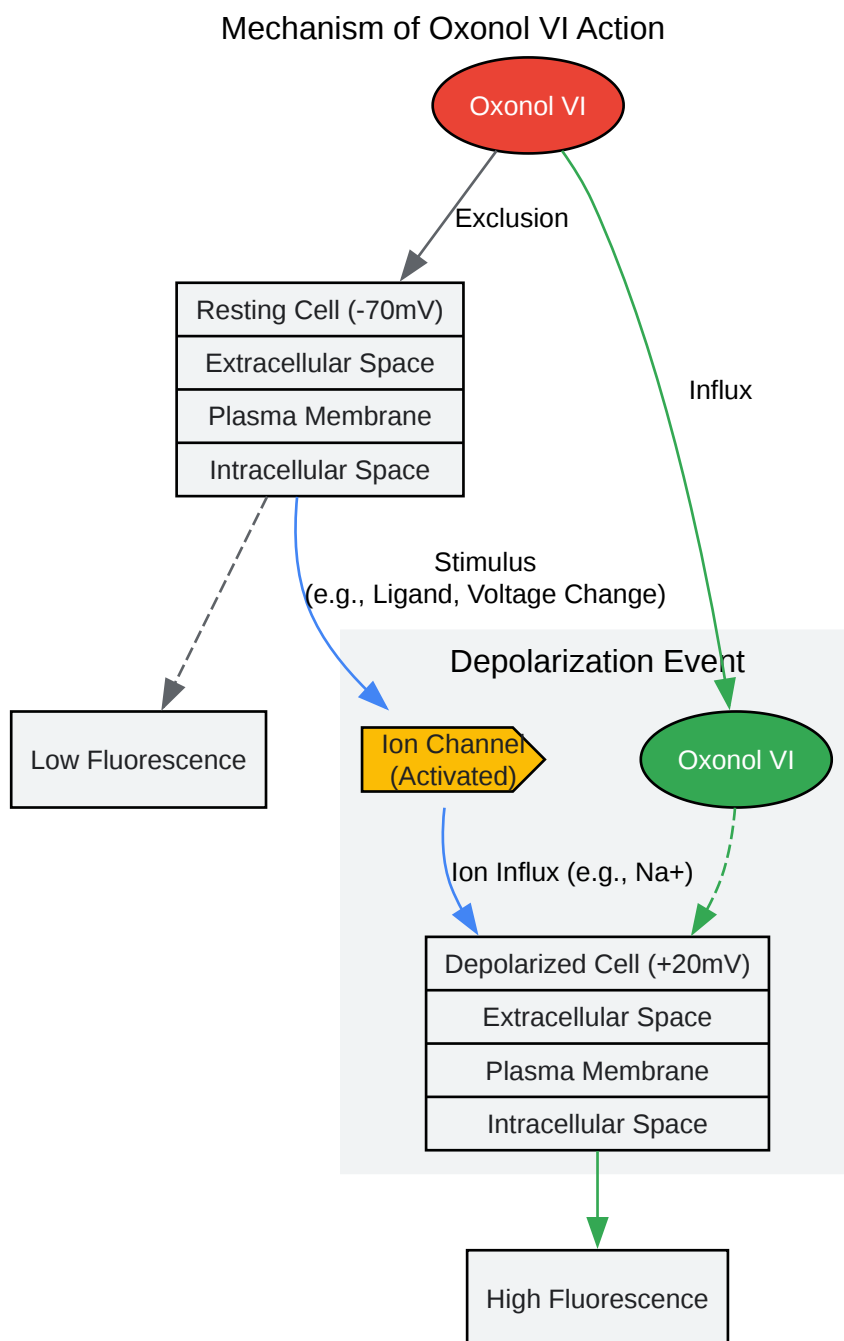 Mechanism of Oxonol VI Action
Oxonol VI
Exclusion
Resting Cell (-70mV)
Extracellular Space
Plasma Membrane
Intracellular Space
Influx
Stimulus
(e.g., Ligand, Voltage Change)
Depolarization Event
Low Fluorescence
Ion Channel
(Activated)
Oxonol VI
Ion Influx (e.g., Na+)
Depolarized Cell (+20mV)
Extracellular Space
Plasma Membrane
Intracellular Space
High Fluorescence